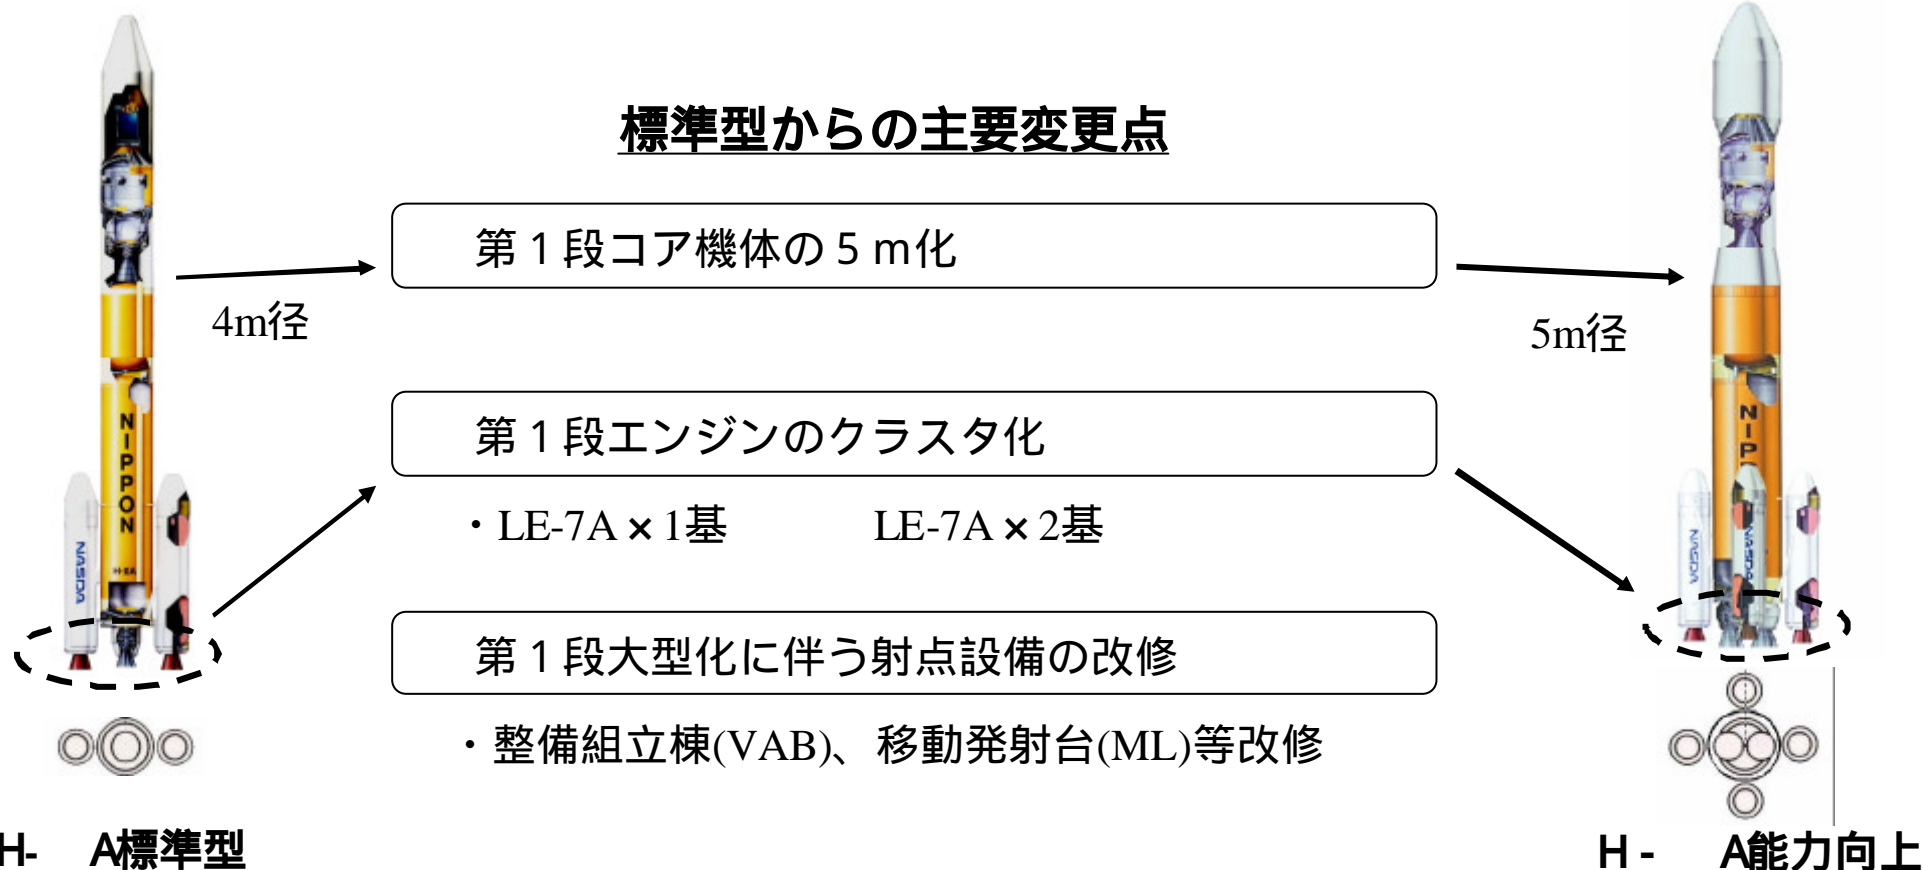 標準型からの主要変更点
第1段コア機体の5m化
4m径
5m径
第1段エンジンのクラスタ化
・LE-7A×1基 LE-7A×2基
第1段大型化に伴う射点設備の改修
・整備組立棟(VAB)、移動発射台(ML)等改修
NIPPON
NASDA
NIP
NASDA
H- A標準型
H- A能力向上